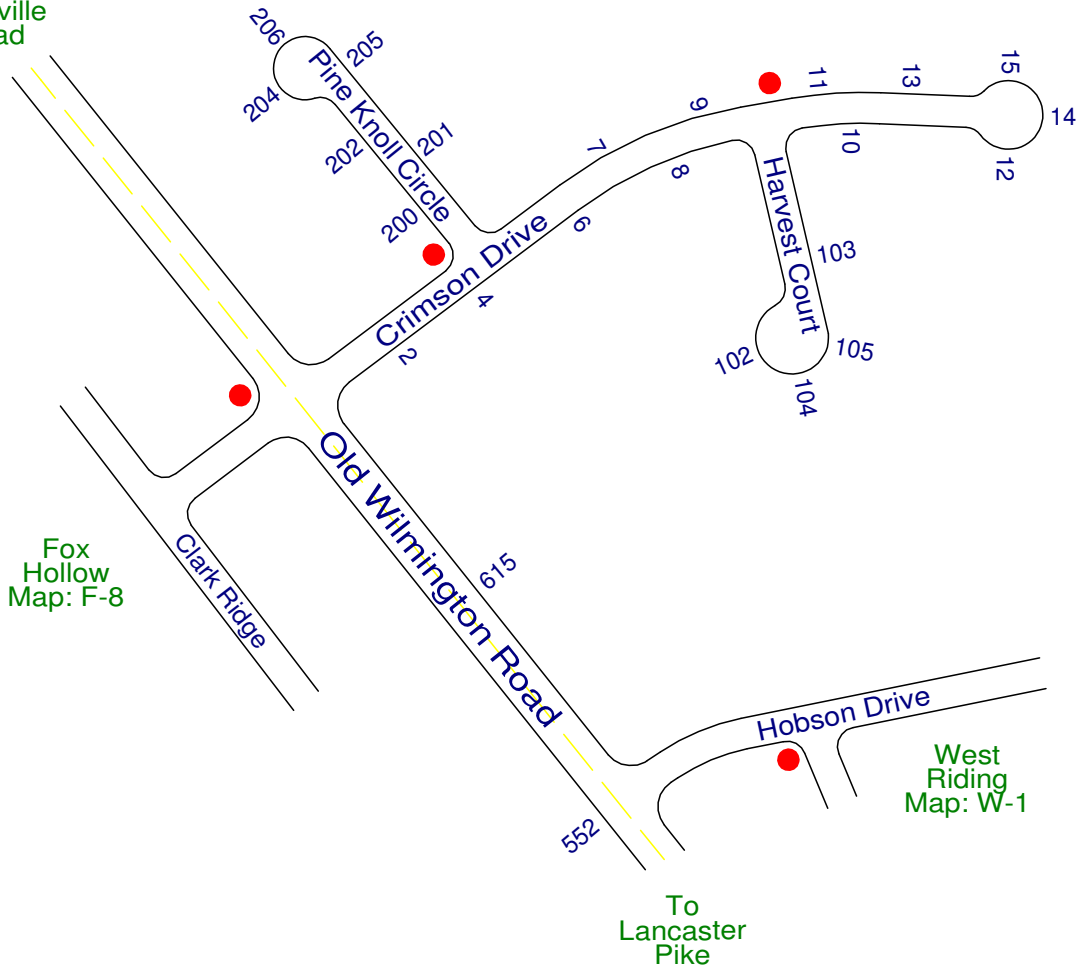 ville
ad
206
205
Pine Knoll Circle
204
201
202
200
Crimson Drive
2
4
6
7
8
9
11
13
15
14
12
10
Harvest Court
103
102
105
104
Old Wilmington Road
615
552
Clark Ridge
Fox
Hollow
Map: F-8
Hobson Drive
West
Riding
Map: W-1
To
Lancaster
Pike